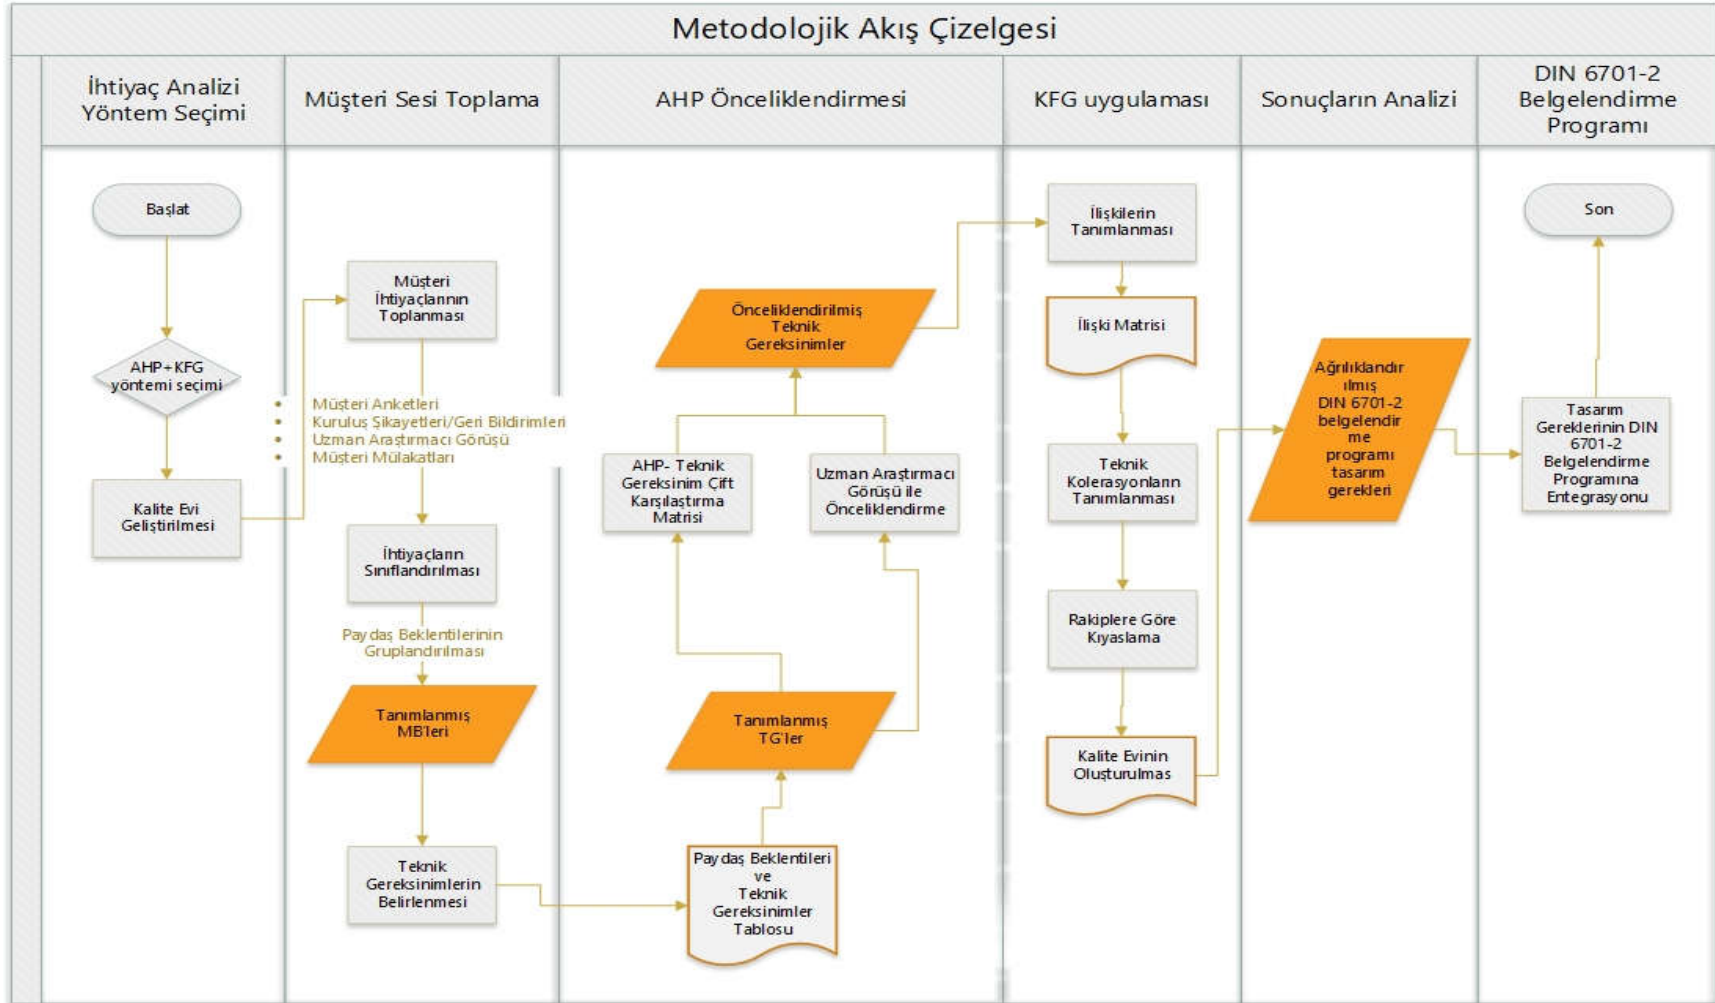 Metodolojik Akış Çizelgesi
İhtiyaç Analizi
Yöntem Seçimi
Müşteri Sesi Toplama
AHP Önceliklendirmesi
KFG uygulaması
Sonuçların Analizi
DIN 6701-2
Belgelendirme
Programı
Başlat
AHP+KFG
yöntemi seçimi
Kalite Evi
Geliştirilmesi
Müşteri
İhtiyaçlarının
Toplanması
• Müşteri Anketleri
• Kuruluş Şikayetleri/Geri Bildirimleri
• Uzman Araştırmacı Görüşü
• Müşteri Mülakatları
İhtiyaçların
Sınıflandırılması
Paydaş Beklentilerinin
Gruplandırılması
Tanımlanmış
MB'leri
Teknik
Gereksinimlerin
Belirlenmesi
Önceliklendirilmiş
Teknik
Gereksinimler
AHP- Teknik
Gereksinim Çift
Karşılaştırma
Matrisi
Uzman Araştırmacı
Görüşü ile
Önceliklendirme
Tanımlanmış
TG'ler
Paydaş Beklentileri
ve
Teknik
Gereksinimler
Tablosu
İlişkilerin
Tanımlanması
İlişki Matrisi
Teknik
Kolerasyonların
Tanımlanması
Rakiplere Göre
Kıyaslama
Kalite Evinin
Oluşturulmas
Ağrılıklandır
ılmış
DIN 6701-2
belgelendir
me
programı
tasarım
gerekleri
Son
Tasarım
Gereklerinin DIN
6701-2
Belgelendirme
Programına
Entegrasyonu